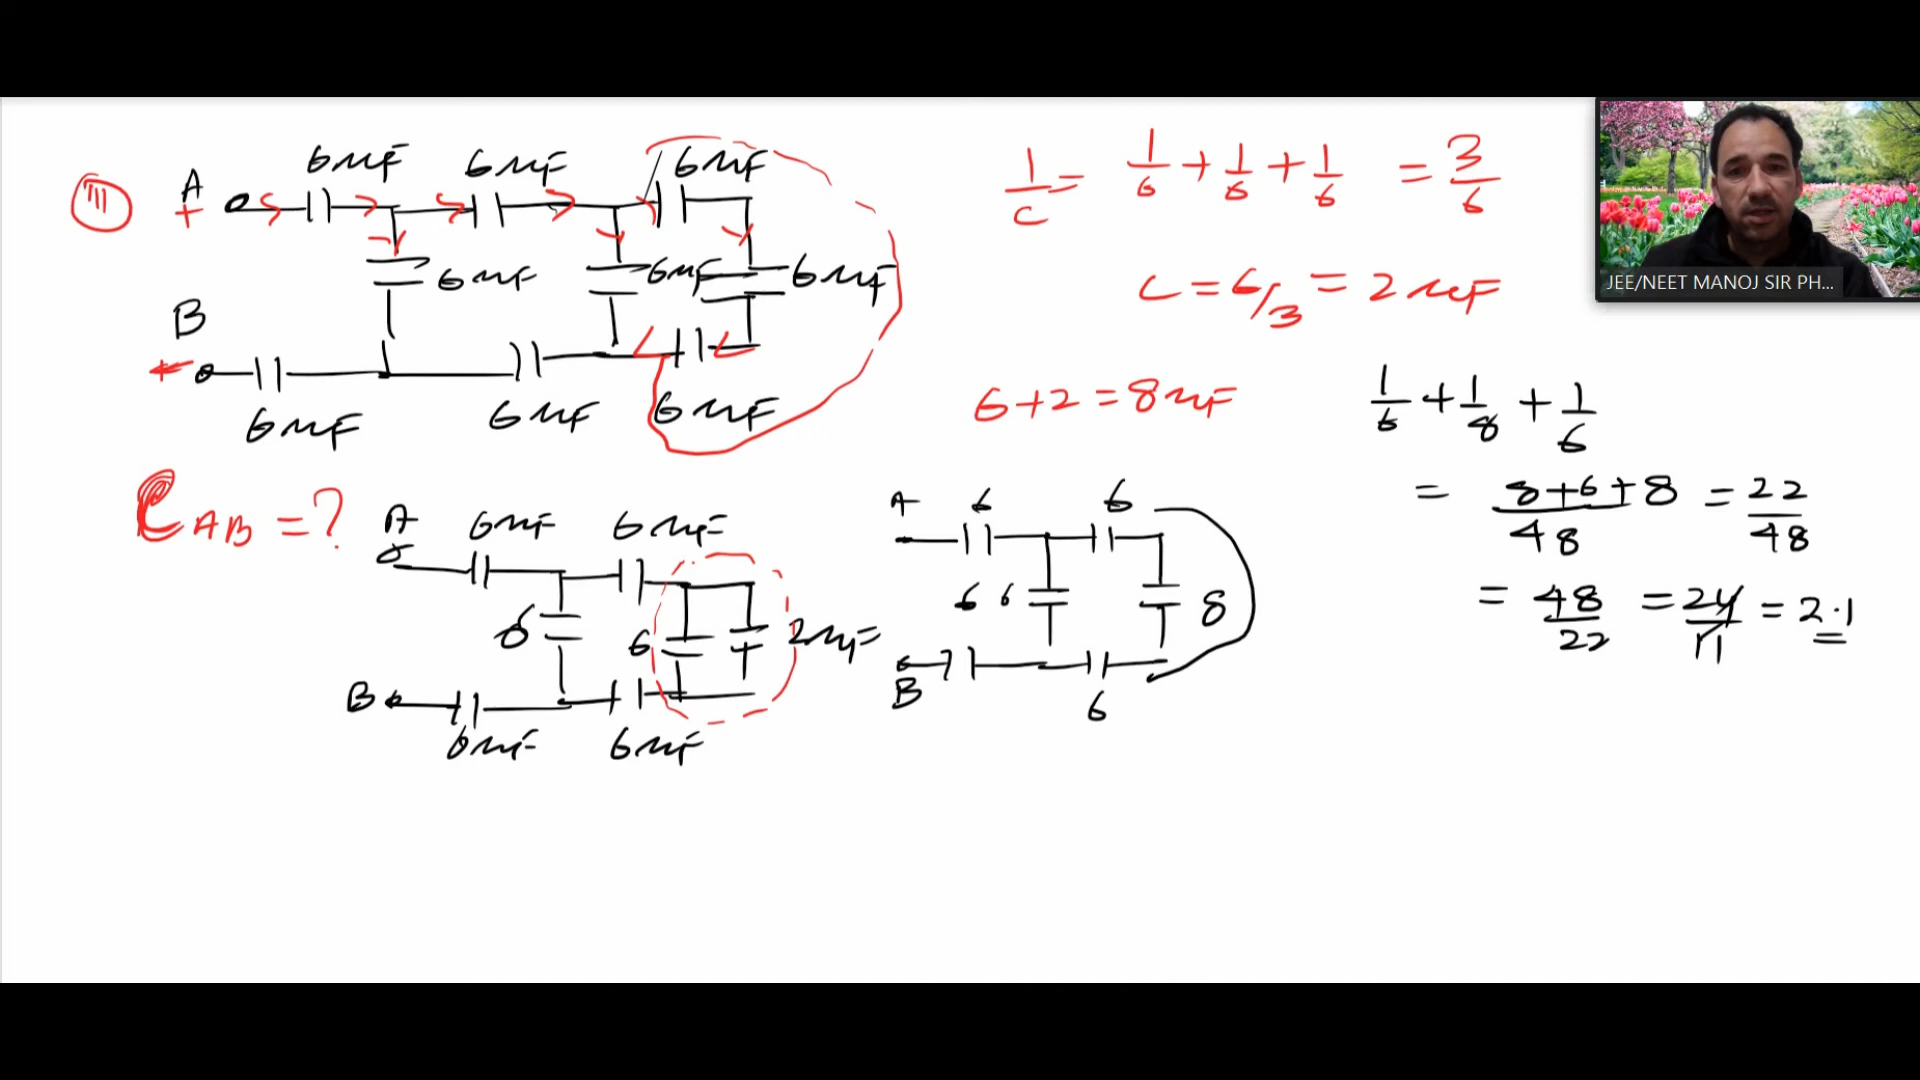 III
A
+
6μF
6μF
6μF
6μF
6μF
6μF
B
6μF
6μF
6μF
C AB = ?
1/C = 1/6 + 1/6 + 1/6 = 3/6
C = 6/3 = 2μF
6+2 = 8μF
A
6μF
6μF
6
6
2μF
B
6μF
6μF
A
6
6
6
6
8
B
6
1/6 + 1/8 + 1/6
= 8+6+8/48 = 22/48
= 48/22 = 24/11 = 2.1
JEE/NEET MANOJ SIR PH...